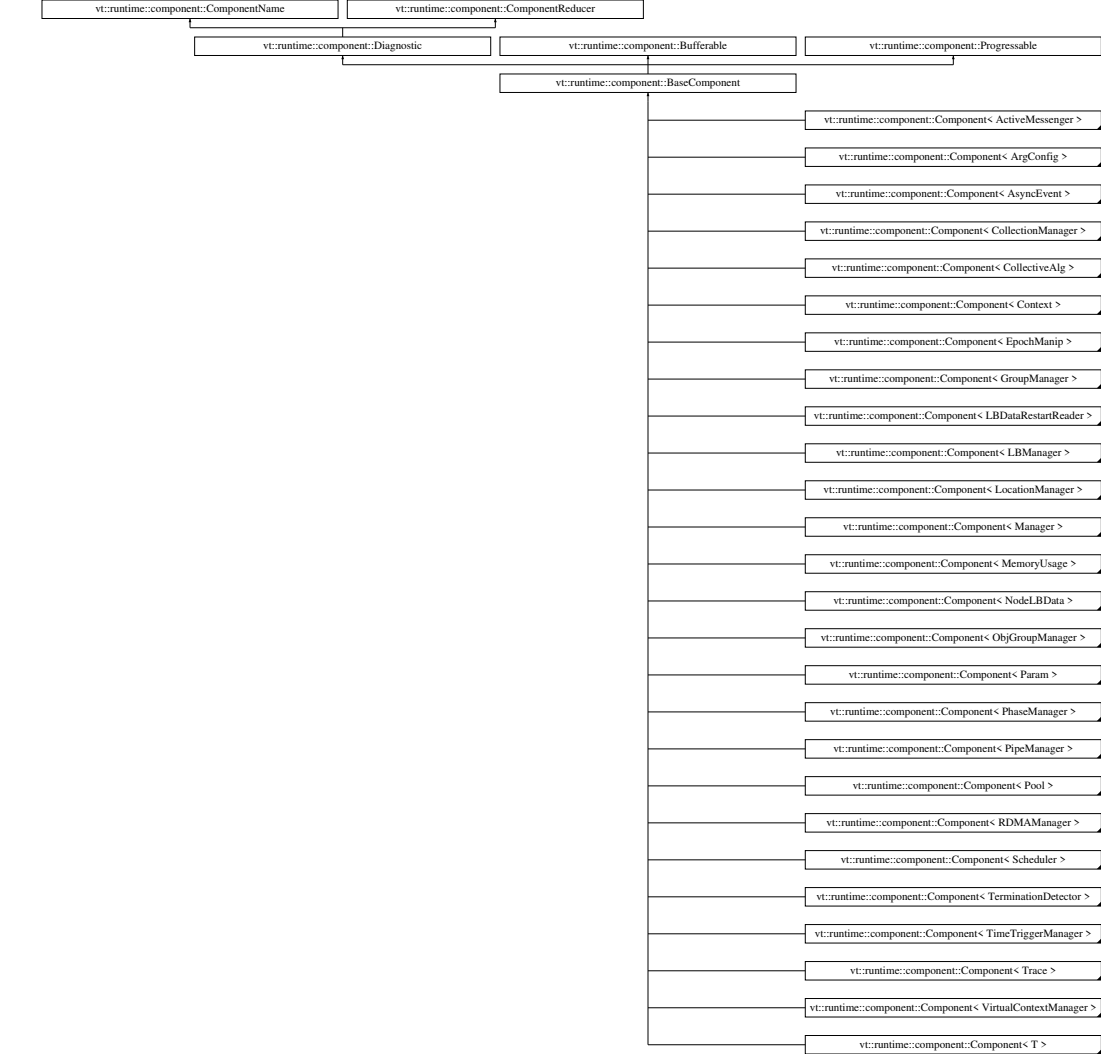 vt::runtime::component::ComponentName
vt::runtime::component::ComponentReducer
vt::runtime::component::Diagnostic
vt::runtime::component::Bufferable
vt::runtime::component::Progressable
vt::runtime::component::BaseComponent
vt::runtime::component::Component< ActiveMessenger >
vt::runtime::component::Component< ArgConfig >
vt::runtime::component::Component< AsyncEvent >
vt::runtime::component::Component< CollectionManager >
vt::runtime::component::Component< CollectiveAlg >
vt::runtime::component::Component< Context >
vt::runtime::component::Component< EpochManip >
vt::runtime::component::Component< GroupManager >
vt::runtime::component::Component< LBDataRestartReader >
vt::runtime::component::Component< LBManager >
vt::runtime::component::Component< LocationManager >
vt::runtime::component::Component< Manager >
vt::runtime::component::Component< MemoryUsage >
vt::runtime::component::Component< NodeLBData >
vt::runtime::component::Component< ObjGroupManager >
vt::runtime::component::Component< Param >
vt::runtime::component::Component< PhaseManager >
vt::runtime::component::Component< PipeManager >
vt::runtime::component::Component< Pool >
vt::runtime::component::Component< RDMAManager >
vt::runtime::component::Component< Scheduler >
vt::runtime::component::Component< TerminationDetector >
vt::runtime::component::Component< TimeTriggerManager >
vt::runtime::component::Component< Trace >
vt::runtime::component::Component< VirtualContextManager >
vt::runtime::component::Component< T >